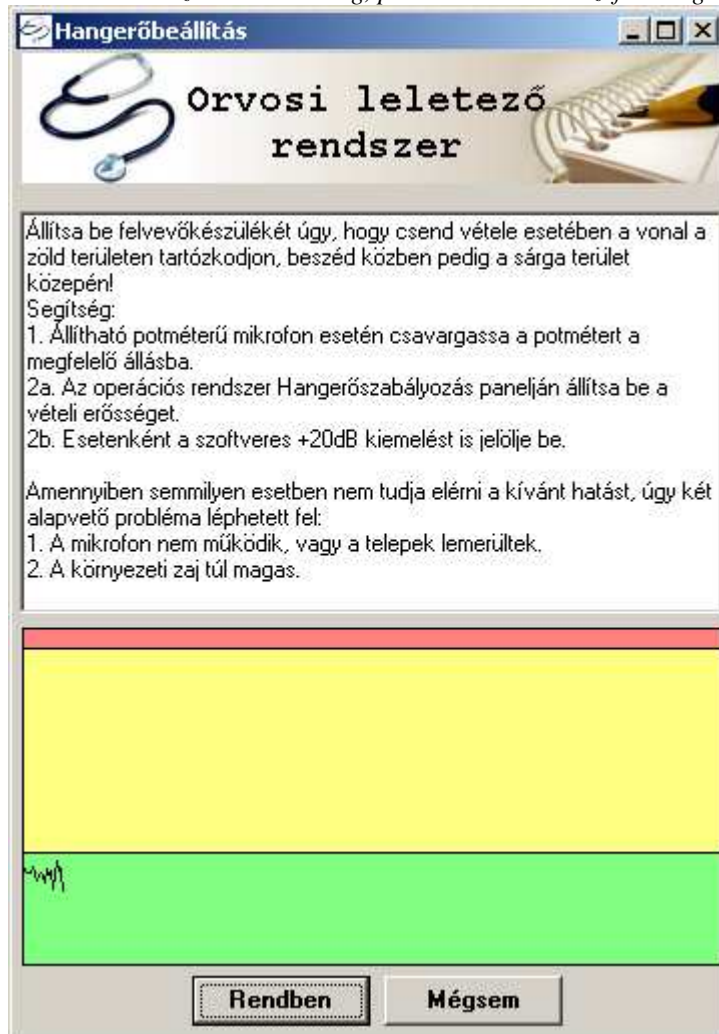 Hangerőbeállítás
Orvosi leletező
rendszer
Állítsa be felvevőkészülékét úgy, hogy csend vétele esetében a vonal a
zöld területen tartózkodjon, beszéd közben pedig a sárga terület
közepén!
Segítség:
1. Állítható potméterű mikrofon esetén csavargassa a potmétert a
megfelelő állásba.
2a. Az operációs rendszer Hangerőszabályozás panelján állítsa be a
vételi erősséget.
2b. Esetenként a szoftveres +20dB kiemelést is jelölje be.
Amennyiben semmilyen esetben nem tudja elérni a kívánt hatást, úgy két
alapvető probléma léphetett fel:
1. A mikrofon nem működik, vagy a telepek lemerültek.
2. A környezeti zaj túl magas.
Rendben
Mégsem